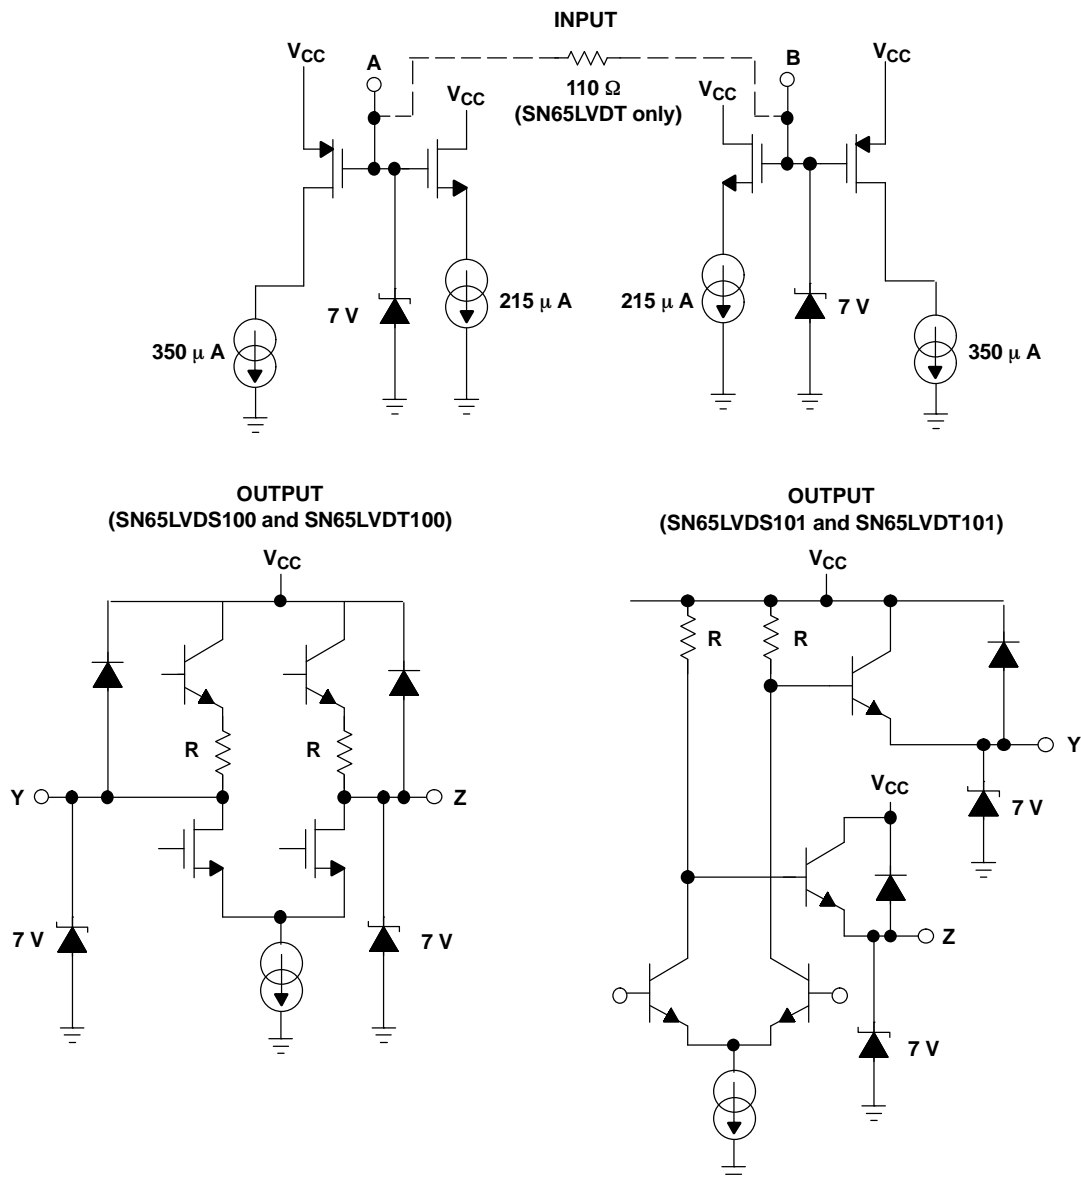 INPUT
VCC
A
B
VCC
110 Ω
(SN65LVDT only)
VCC
VCC
7 V
215 μ A
215 μ A
7 V
350 μ A
350 μ A
OUTPUT
(SN65LVDS100 and SN65LVDT100)
VCC
R
R
Y
Z
7 V
7 V
OUTPUT
(SN65LVDS101 and SN65LVDT101)
VCC
R
R
Y
7 V
VCC
Z
7 V